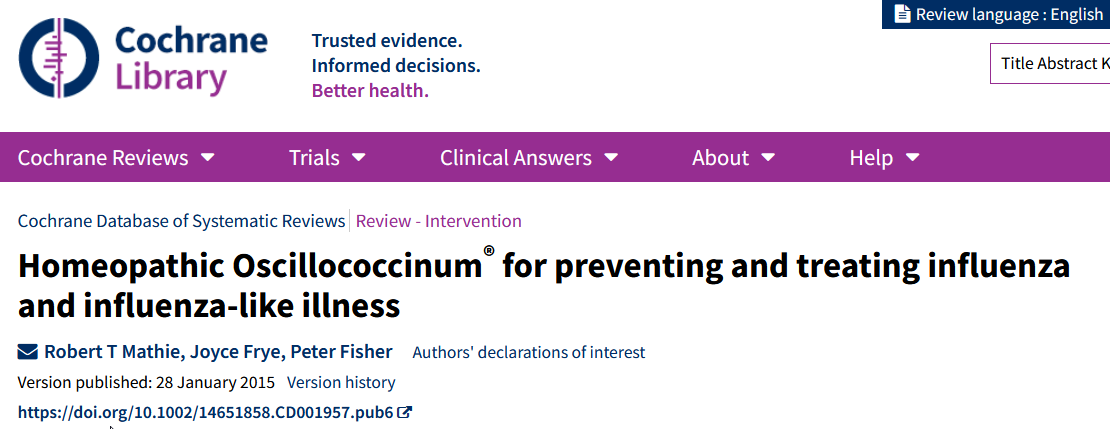 Review language : English
Cochrane
Library
Trusted evidence.
Informed decisions.
Better health.
Title Abstract K
Cochrane Reviews
Trials
Clinical Answers
About
Help
Cochrane Database of Systematic Reviews
Review - Intervention
Homeopathic Oscillococcinum® for preventing and treating influenza
and influenza-like illness
Robert T Mathie, Joyce Frye, Peter Fisher
Authors' declarations of interest
Version published: 28 January 2015
Version history
https://doi.org/10.1002/14651858.CD001957.pub6